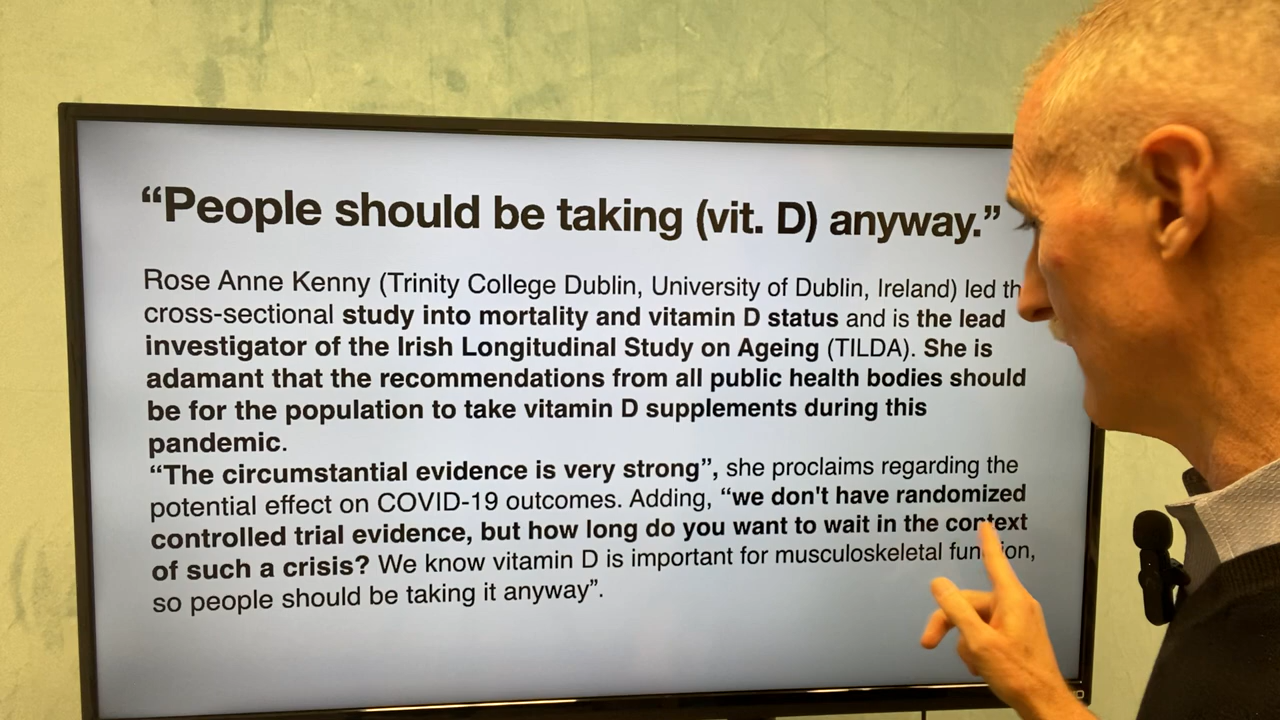 “People should be taking (vit. D) anyway.”
Rose Anne Kenny (Trinity College Dublin, University of Dublin, Ireland) led th
cross-sectional study into mortality and vitamin D status and is the lead
investigator of the Irish Longitudinal Study on Ageing (TILDA). She is
adamant that the recommendations from all public health bodies should
be for the population to take vitamin D supplements during this
pandemic.
“The circumstantial evidence is very strong”, she proclaims regarding the
potential effect on COVID-19 outcomes. Adding, “we don't have randomized
controlled trial evidence, but how long do you want to wait in the context
of such a crisis? We know vitamin D is important for musculoskeletal function,
so people should be taking it anyway”.